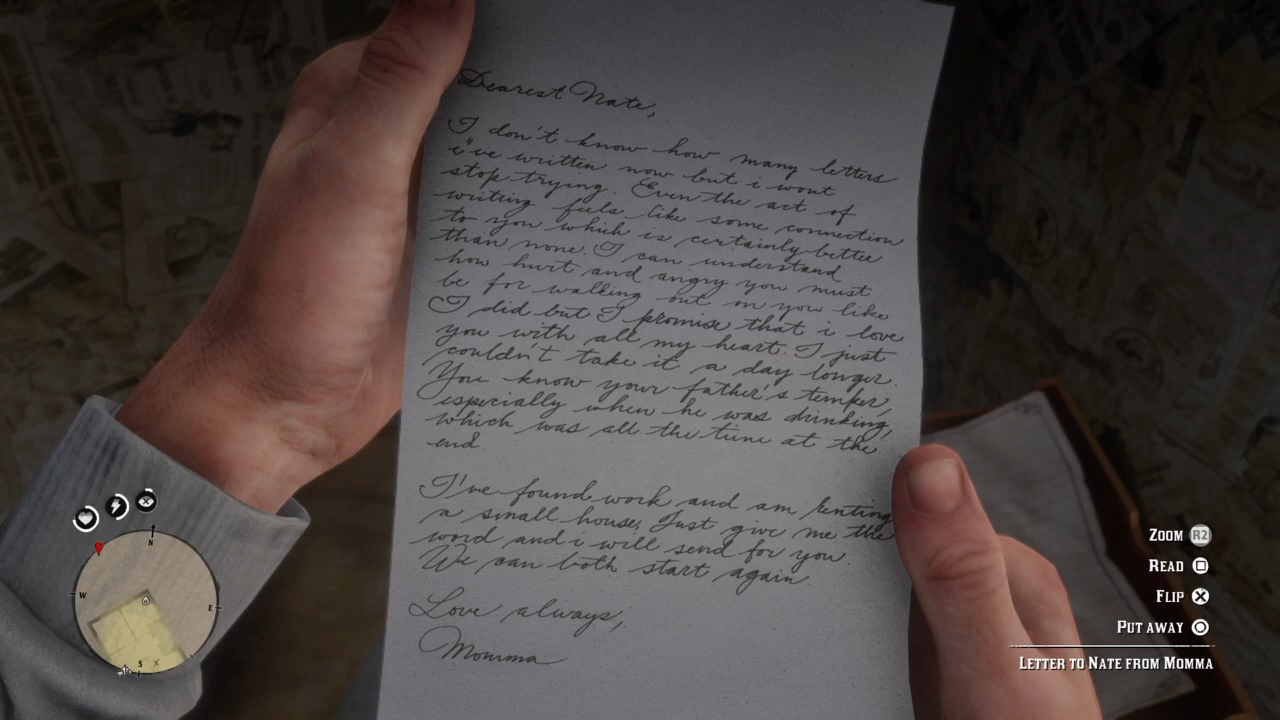 Dearest Nate,
I don't know how many letters
i've written now but i wont
stop trying. Even the act of
writing feels like some connection
to you which is certainly better
than none. I can understand
how hurt and angry you must
be for walking out on you like
I did but I promise that i love
you with all my heart. I just
couldn't take it a day longer.
You know your father's temper,
especially when he was drinking,
which was all the time at the
end.
I've found work and am renting
a small house. Just give me the
word and i will send for you.
We can both start again.
Love always,
Momma
N
W
E
S
ZOOM R2
READ
FLIP
PUT AWAY
LETTER TO NATE FROM MOMMA